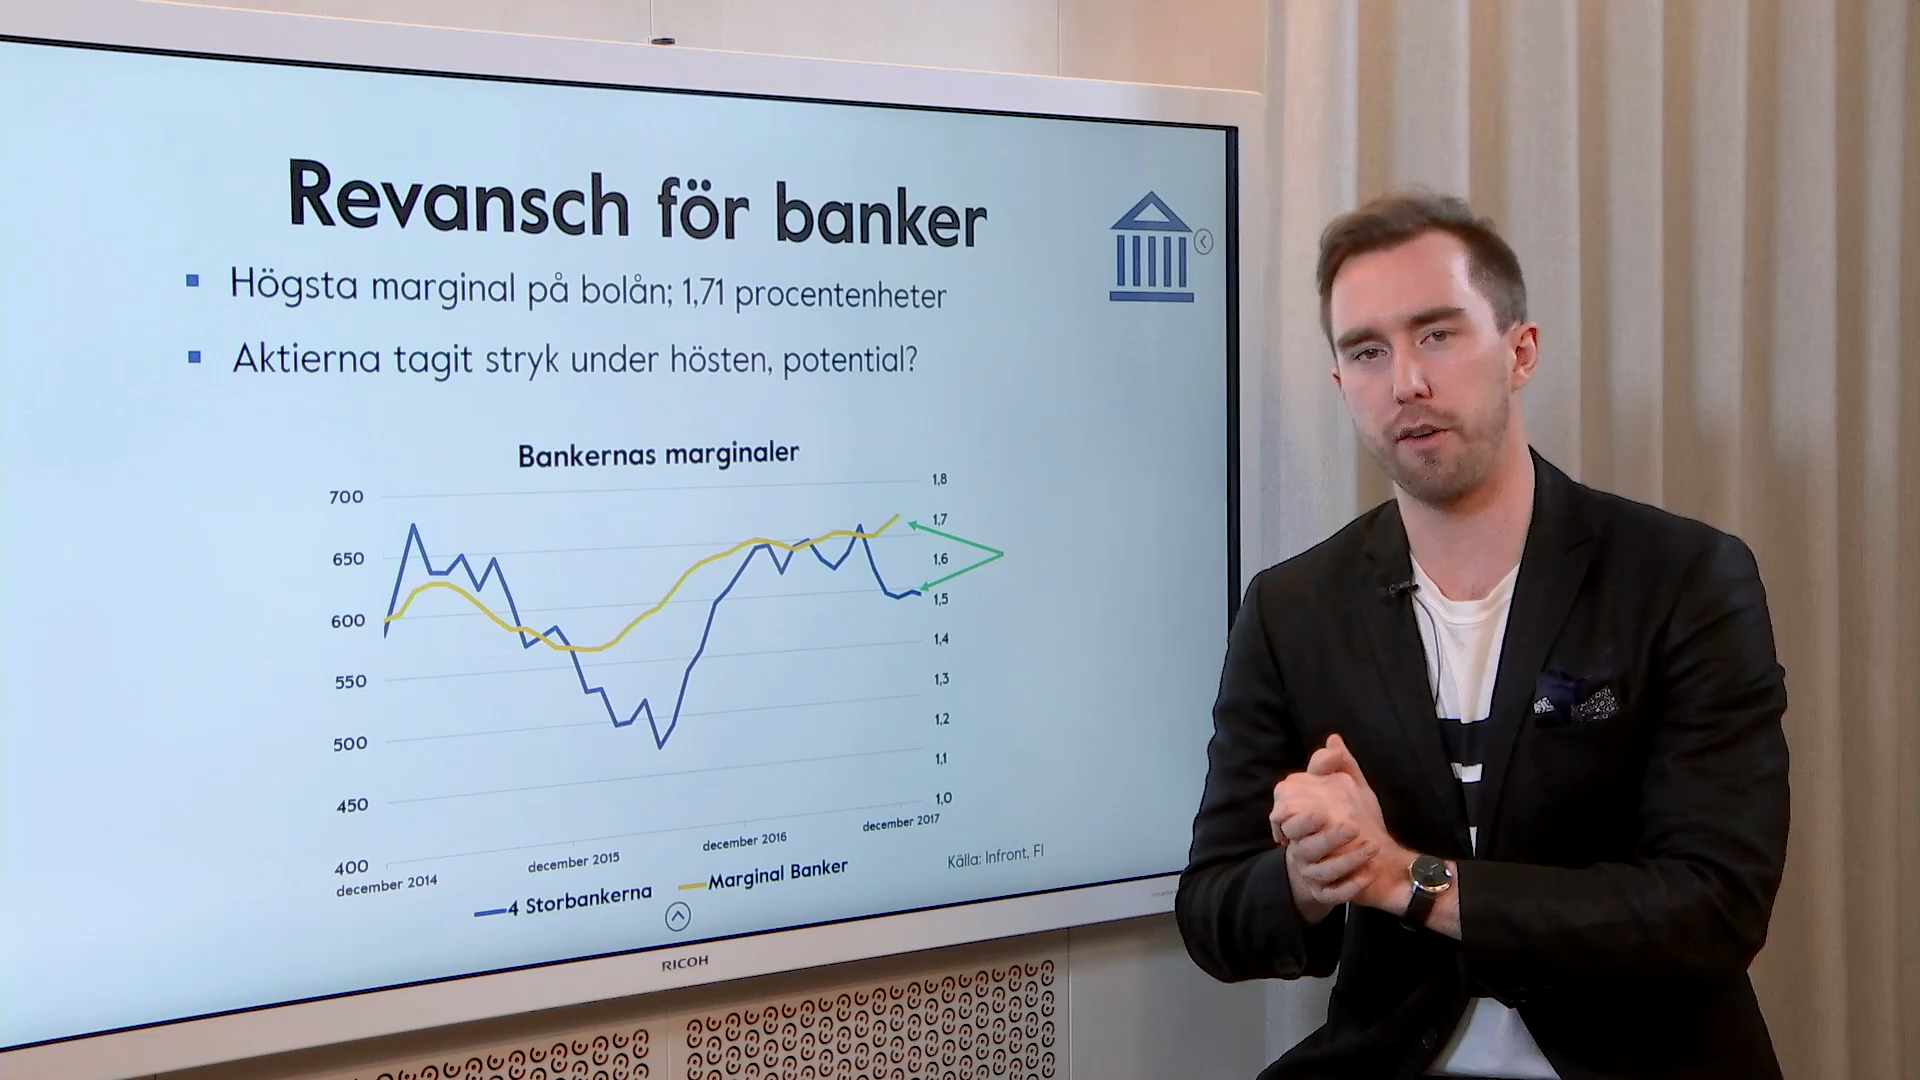 Revansch för banker
Högsta marginal på bolån; 1,71 procentenheter
Aktierna tagit stryk under hösten, potential?
Bankernas marginaler
700
650
600
550
500
450
400
1,8
1,7
1,6
1,5
1,4
1,3
1,2
1,1
1,0
december 2014
december 2015
december 2016
december 2017
4 Storbankerna
Marginal Banker
Källa: Infront, FI
RICOH